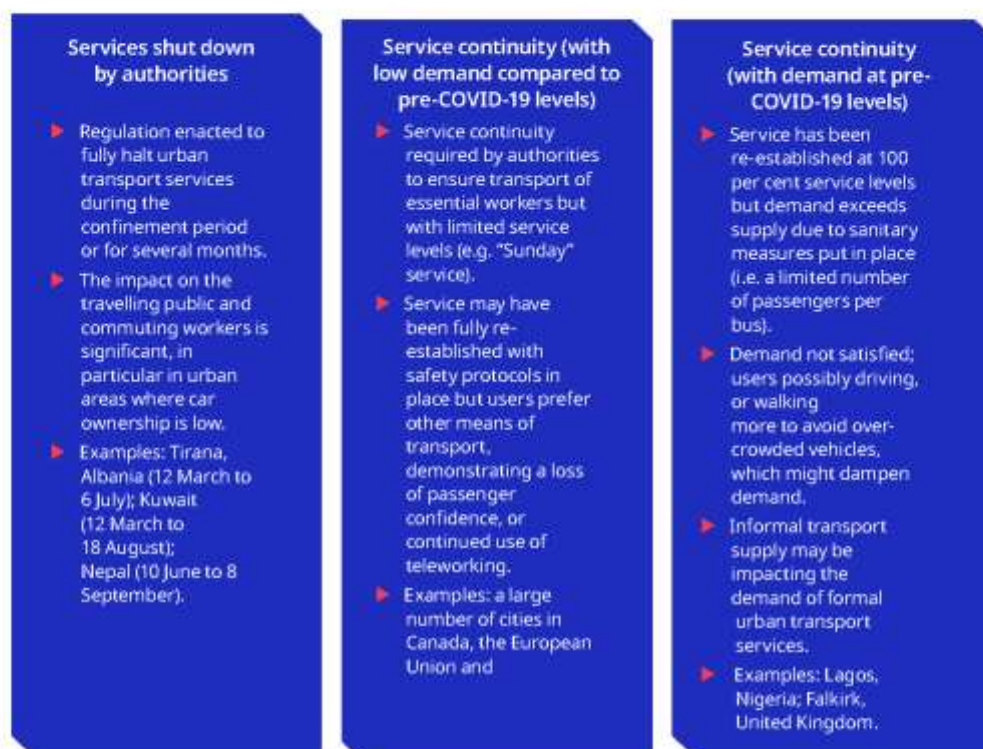 Services shut down
by authorities
Regulation enacted to
fully halt urban
transport services
during the
confinement period
or for several months.
The impact on the
travelling public and
commuting workers is
significant, in
particular in urban
areas where car
ownership is low.
Examples: Tirana,
Albania (12 March to
6 July); Kuwait
(12 March to
18 August);
Nepal (10 June to 8
September).
Service continuity (with
low demand compared to
pre-COVID-19 levels)
Service continuity
required by authorities
to ensure transport of
essential workers but
with limited service
levels (e.g. "Sunday"
service).
Service may have
been fully re-
established with
safety protocols in
place but users prefer
other means of
transport,
demonstrating a loss
of passenger
confidence, or
continued use of
teleworking.
Examples: a large
number of cities in
Canada, the European
Union and
Service continuity
(with demand at pre-
COVID-19 levels)
Service has been
re-established at 100
per cent service levels
but demand exceeds
supply due to sanitary
measures put in place
(i.e. a limited number
of passengers per
bus).
Demand not satisfied;
users possibly driving,
or walking
more to avoid over-
crowded vehicles,
which might dampen
demand.
Informal transport
supply may be
impacting the
demand of formal
urban transport
services.
Examples: Lagos,
Nigeria; Falkirk,
United Kingdom.